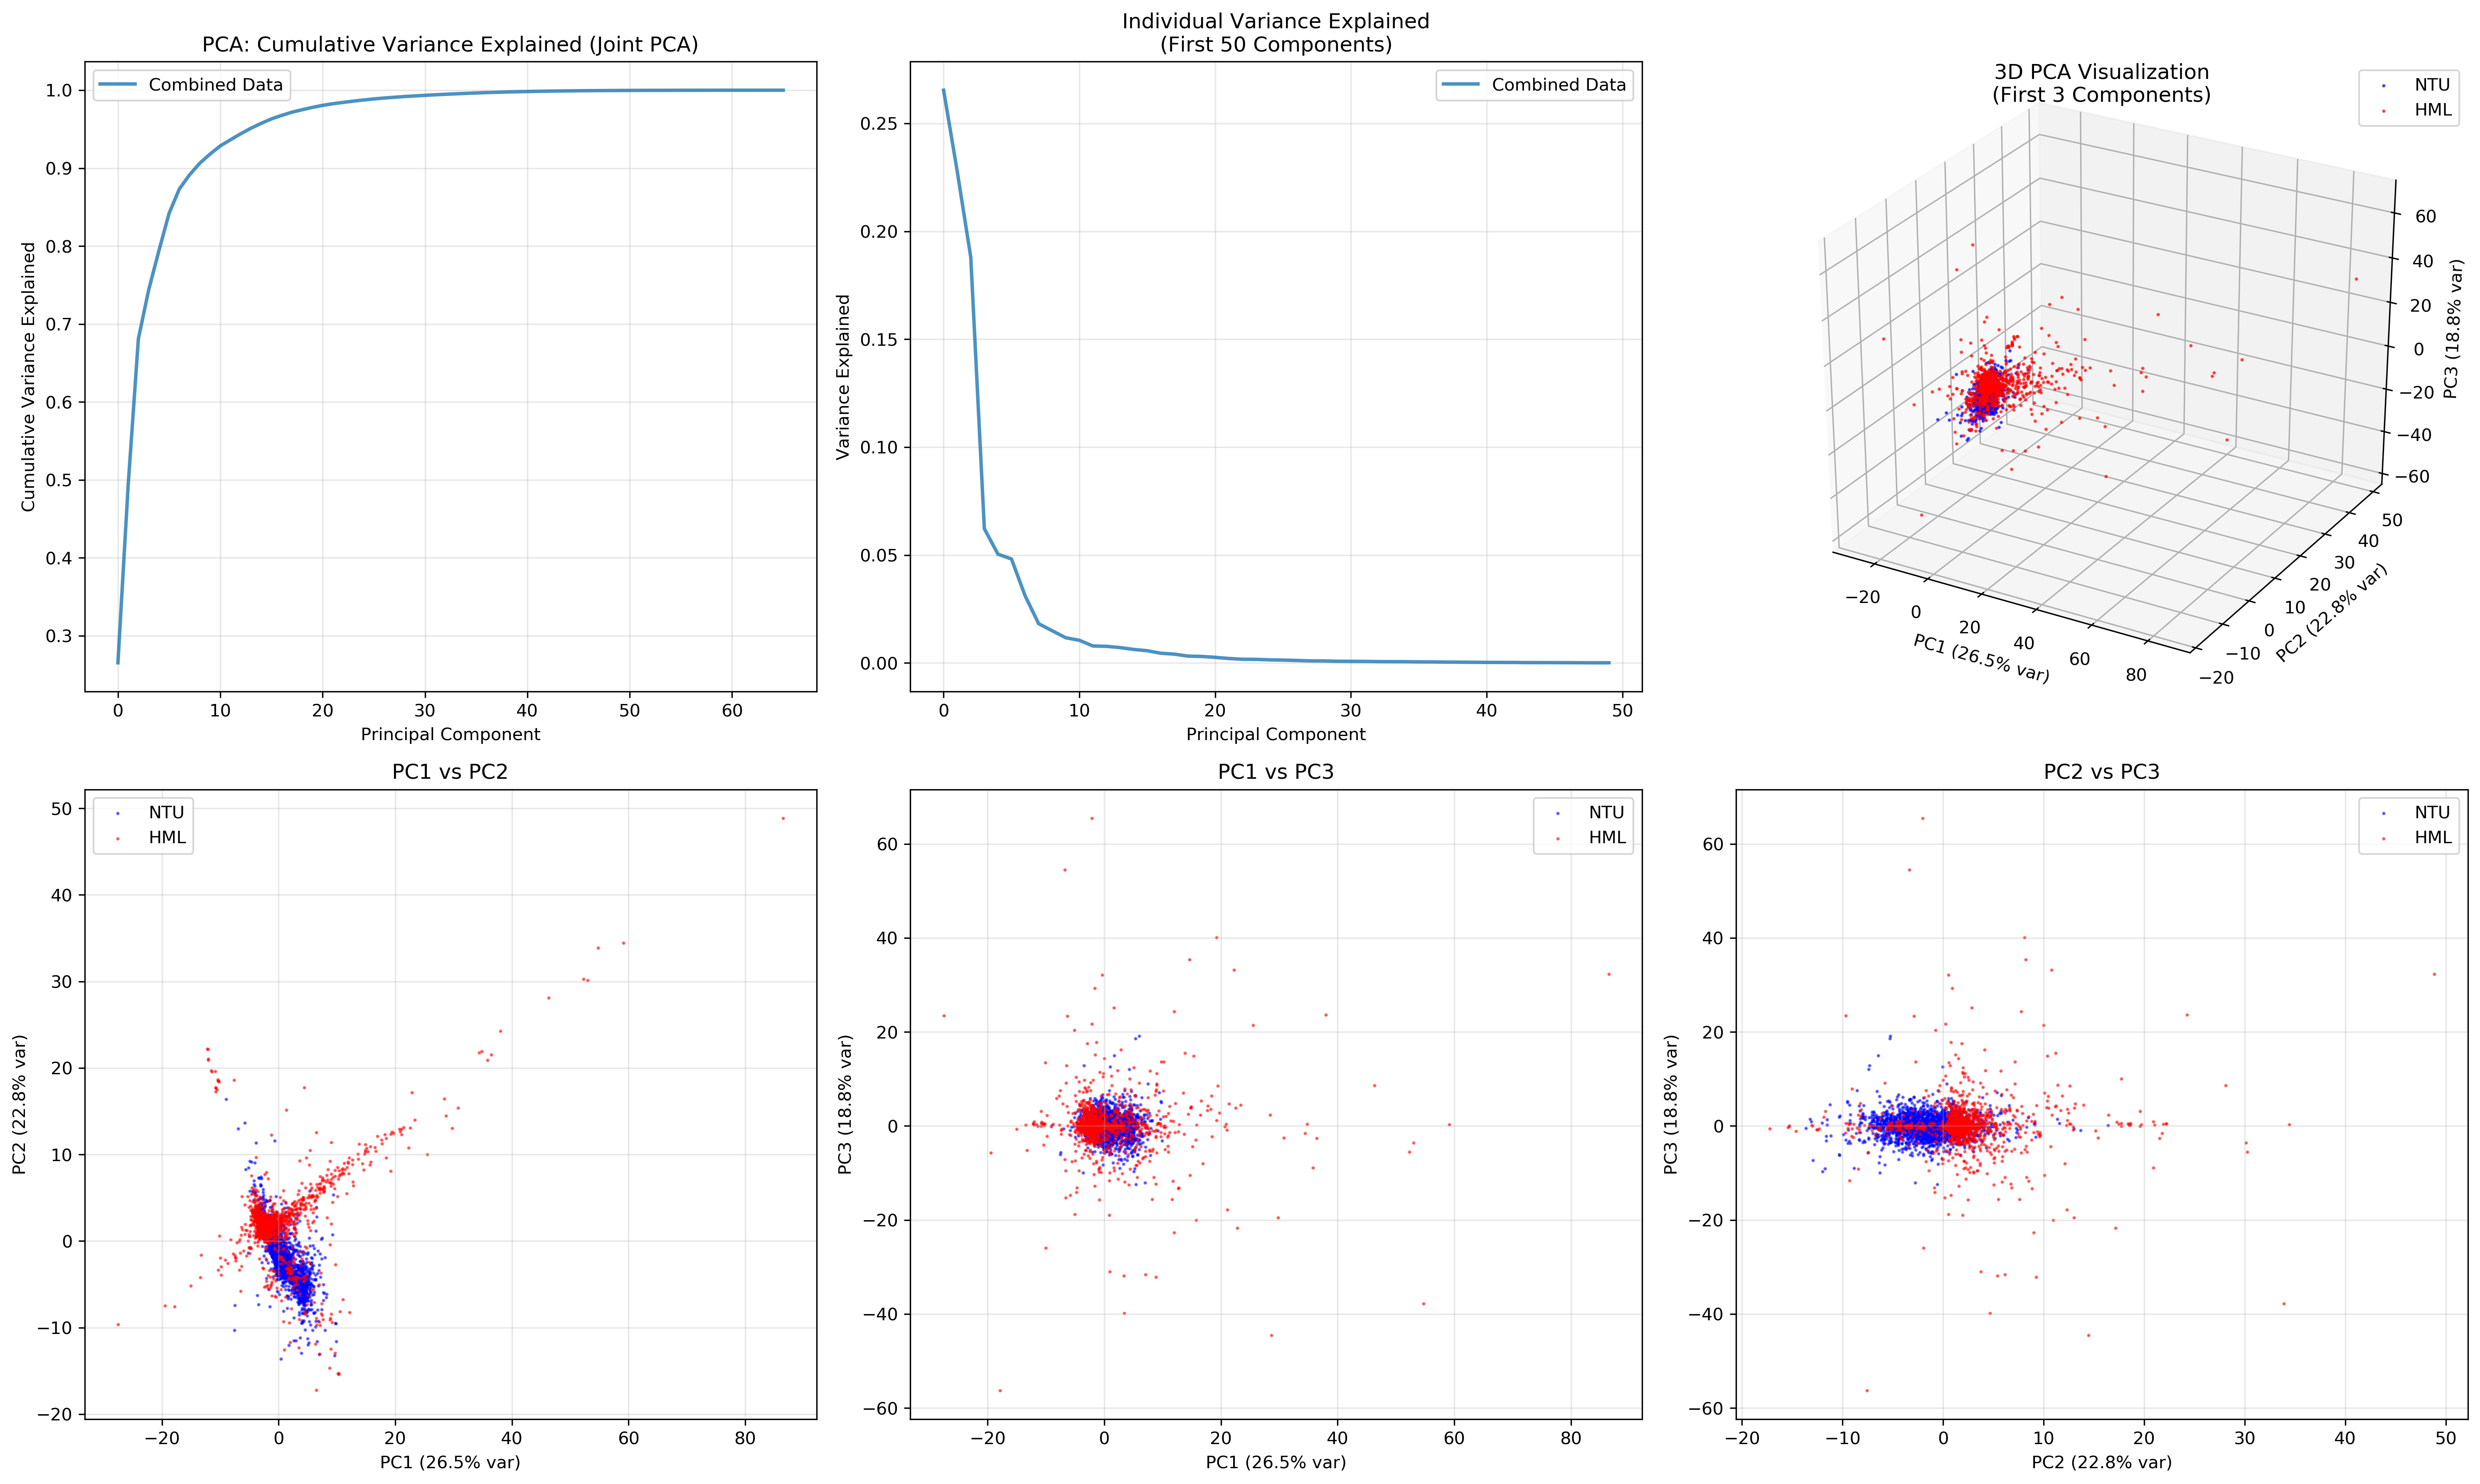 PCA: Cumulative Variance Explained (Joint PCA)
Combined Data
Cumulative Variance Explained
1.0
0.9
0.8
0.7
0.6
0.5
0.4
0.3
0 10 20 30 40 50 60
Principal Component
Individual Variance Explained
(First 50 Components)
Combined Data
Variance Explained
0.25
0.20
0.15
0.10
0.05
0.00
0 10 20 30 40 50
Principal Component
3D PCA Visualization
(First 3 Components)
NTU
HML
60
40
20
0
−20
−40
−60
PC3 (18.8% var)
−20 0 20 40 60 80
PC1 (26.5% var)
−20 −10 0 10 20 30 40 50
PC2 (22.8% var)
PC1 vs PC2
NTU
HML
PC2 (22.8% var)
50
40
30
20
10
0
−10
−20
−20 0 20 40 60 80
PC1 (26.5% var)
PC1 vs PC3
NTU
HML
PC3 (18.8% var)
60
40
20
0
−20
−40
−60
−20 0 20 40 60 80
PC1 (26.5% var)
PC2 vs PC3
NTU
HML
PC3 (18.8% var)
60
40
20
0
−20
−40
−60
−20 −10 0 10 20 30 40 50
PC2 (22.8% var)